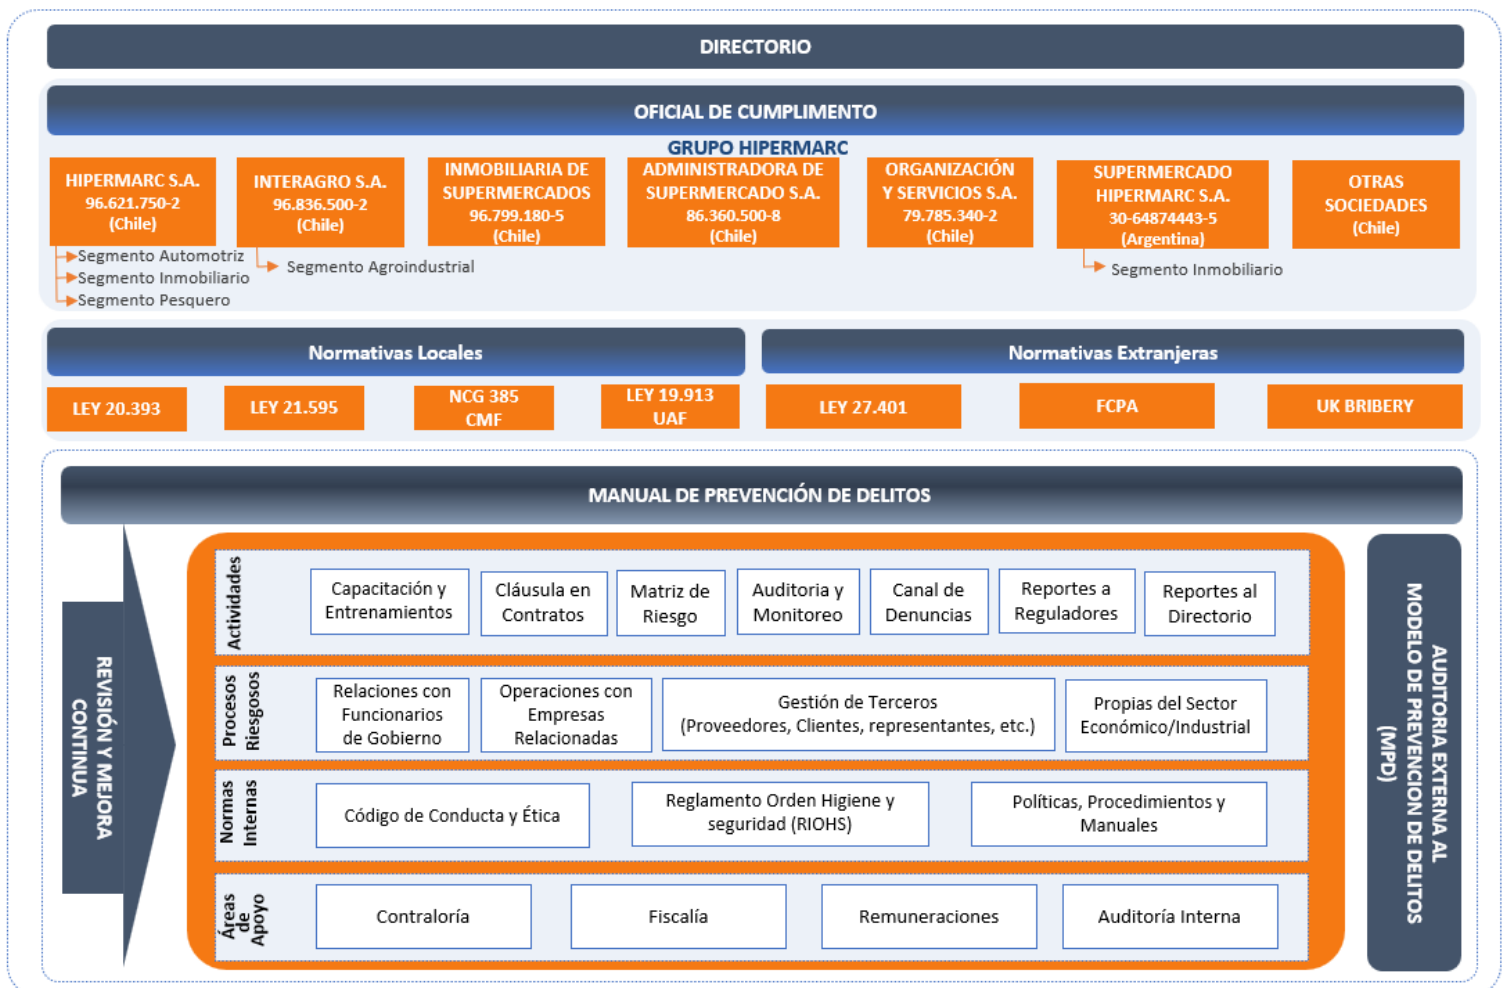 DIRECTORIO
OFICIAL DE CUMPLIMENTO
GRUPO HIPERMARC
HIPERMARC S.A.
96.621.750-2
(Chile)
Segmento Automotriz
Segmento Inmobiliario
Segmento Pesquero
INTERAGRO S.A.
96.836.500-2
(Chile)
Segmento Agroindustrial
INMOBILIARIA DE
SUPERMERCADOS
96.799.180-5
(Chile)
ADMINISTRADORA DE
SUPERMERCADO S.A.
86.360.500-8
(Chile)
ORGANIZACIÓN
Y SERVICIOS S.A.
79.785.340-2
(Chile)
SUPERMERCADO
HIPERMARC S.A.
30-64874443-5
(Argentina)
Segmento Inmobiliario
OTRAS
SOCIEDADES
(Chile)
Normativas Locales
LEY 20.393
LEY 21.595
NCG 385
CMF
LEY 19.913
UAF
Normativas Extranjeras
LEY 27.401
FCPA
UK BRIBERY
MANUAL DE PREVENCIÓN DE DELITOS
REVISIÓN Y MEJORA
CONTINUA
Actividades
Capacitación y
Entrenamientos
Cláusula en
Contratos
Matriz de
Riesgo
Auditoria y
Monitoreo
Canal de
Denuncias
Reportes a
Reguladores
Reportes al
Directorio
Procesos
Riesgosos
Relaciones con
Funcionarios
de Gobierno
Operaciones con
Empresas
Relacionadas
Gestión de Terceros
(Proveedores, Clientes, representantes, etc.)
Propias del Sector
Económico/Industrial
Normas
Internas
Código de Conducta y Ética
Reglamento Orden Higiene y
seguridad (RIOHS)
Políticas, Procedimientos y
Manuales
Áreas
de
Apoyo
Contraloría
Fiscalía
Remuneraciones
Auditoría Interna
AUDITORIA EXTERNA AL
MODELO DE PREVENCION DE DELITOS
(MPD)